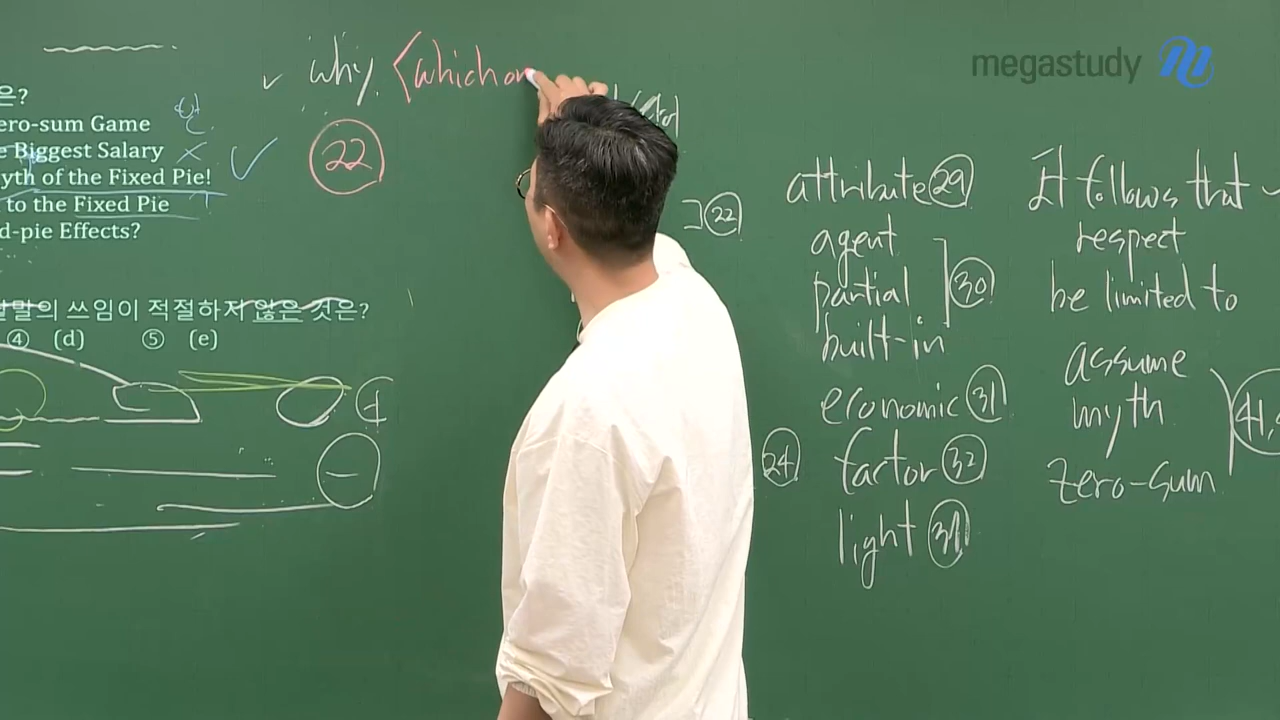 megastudy
why. <which on
은?
ero-sum Game
e Biggest Salary
yth of the Fixed Pie!
to the Fixed Pie
d-pie Effects?
22
말의 쓰임이 적절하지 않은 것은?
④ (d) ⑤ (e)
22
24
attribute 29
agent
partial 30
built-in
economic 31
factor 32
light
It follows that
respect
be limited to
assume
myth 41,
zero-sum